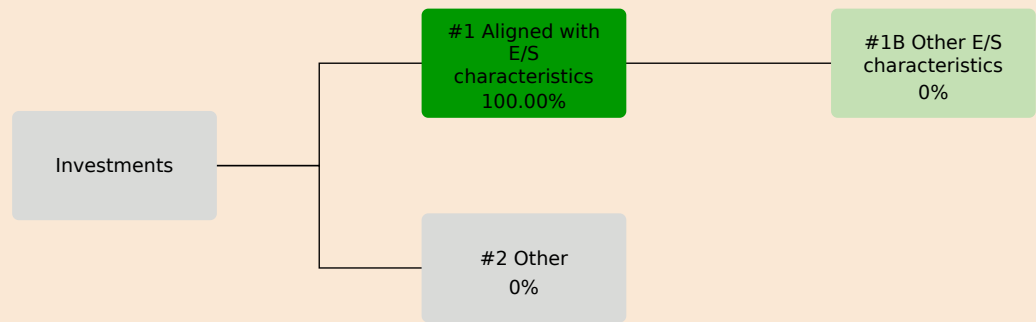 #1 Aligned with
E/S
characteristics
100.00%
#1B Other E/S
characteristics
0%
Investments
#2 Other
0%